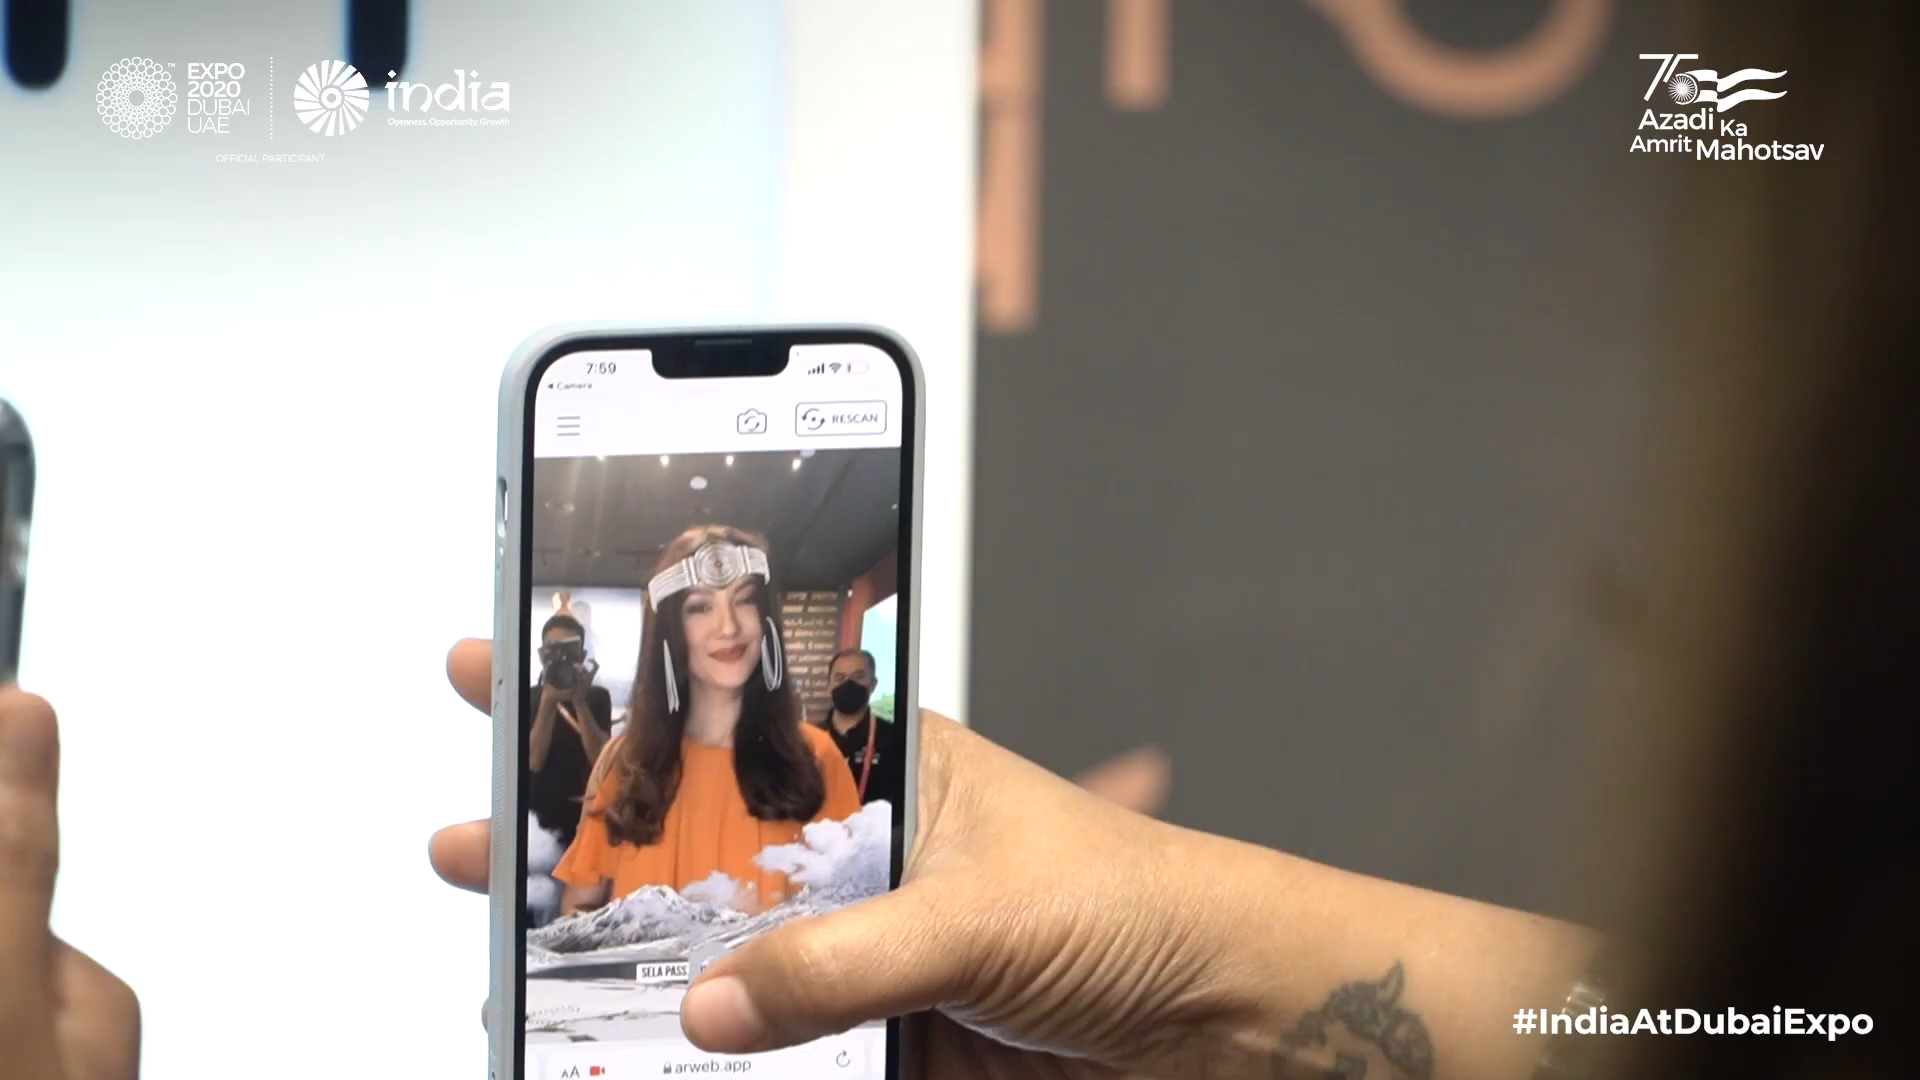 EXPO
2020
DUBAI
UAE
OFFICIAL PARTICIPANT
india
Openness. Opportunity. Growth
75
Azadi Ka
Amrit Mahotsav
7:59
Camera
RESCAN
SELA PASS
AA
arweb.app
#IndiaAtDubaiExpo